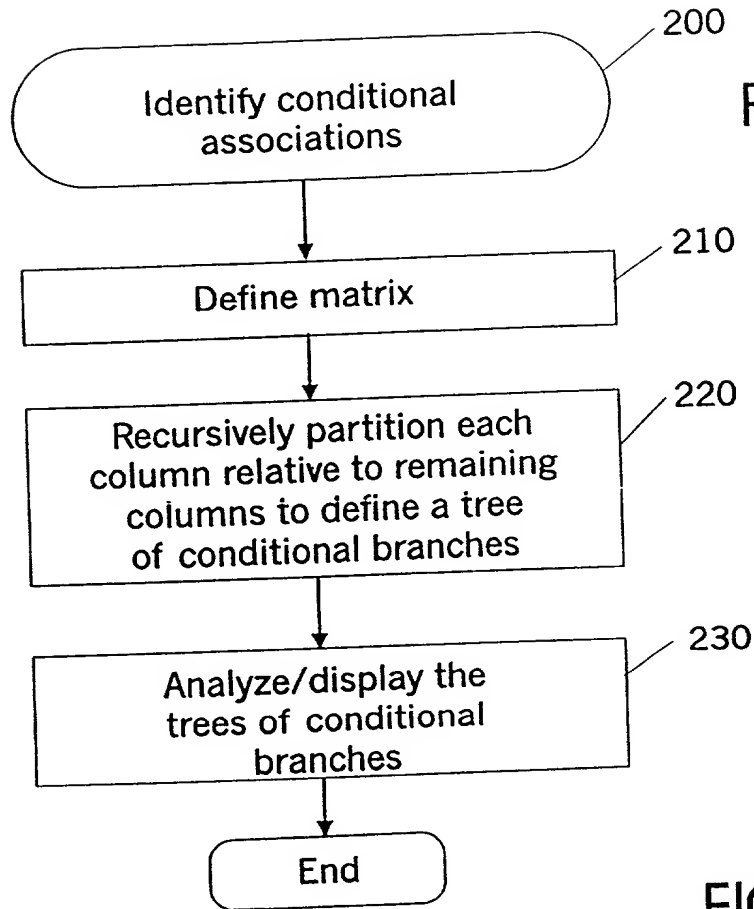 200
Identify conditional
associations
210
Define matrix
220
Recursively partition each
column relative to remaining
columns to define a tree
of conditional branches
230
Analyze/display the
trees of conditional
branches
End